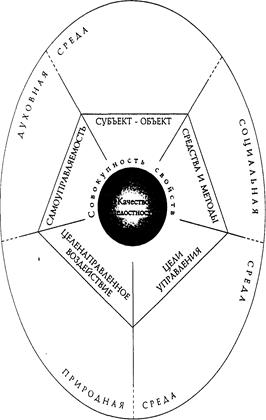 ДУХОВНАЯ СРЕДА
СОЦИАЛЬНАЯ СРЕДА
СУБЪЕКТ - ОБЪЕКТ
САМОУПРАВЛЯЕМОСТЬ
СРЕДСТВА И МЕТОДЫ
Совокупность свойств
Качество
целостности
ЦЕЛЕНАПРАВЛЕННОЕ
ВОЗДЕЙСТВИЕ
ЦЕЛИ
УПРАВЛЕНИЯ
ПРИРОДНАЯ СРЕДА